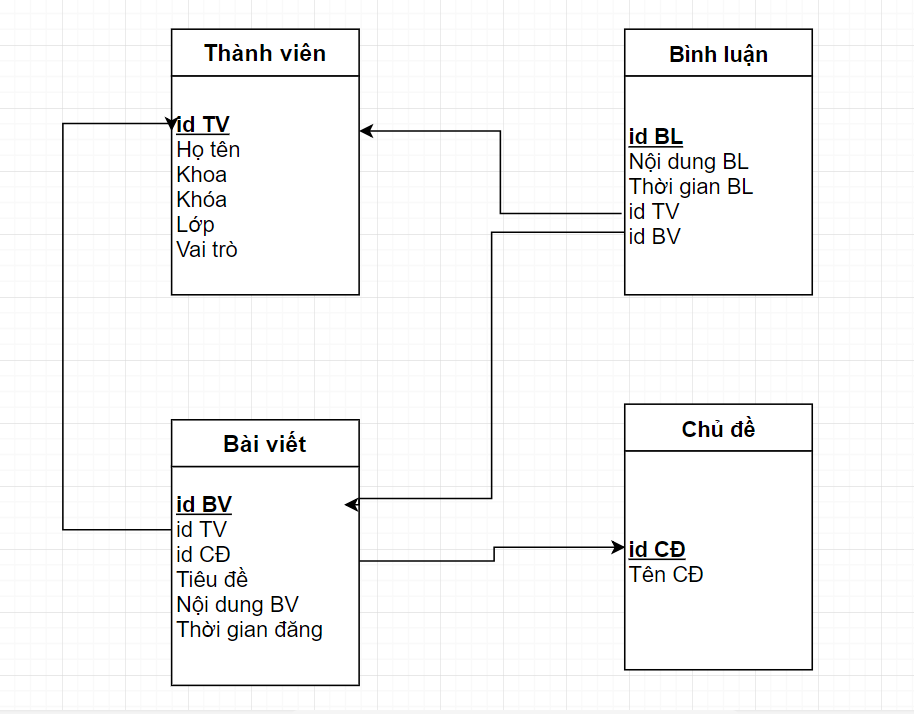 Thành viên
id TV
Họ tên
Khoa
Khóa
Lớp
Vai trò
Bình luận
id BL
Nội dung BL
Thời gian BL
id TV
id BV
Bài viết
id BV
id TV
id CĐ
Tiêu đề
Nội dung BV
Thời gian đăng
Chủ đề
id CĐ
Tên CĐ